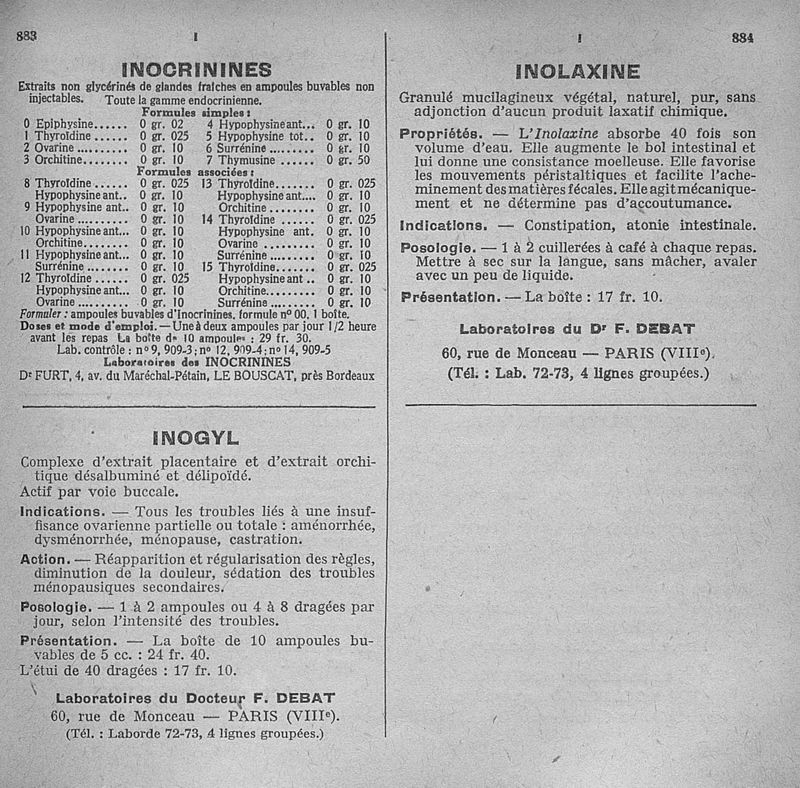 883 I
INOCRININES
Extraits non glycérinés de glandes fraîches en ampoules buvables non
injectables. Toute la gamme endocrinienne.
Formules simples :
0 Epiphysine...... 0 gr. 02 4 Hypophysine ant... 0 gr. 10
1 Thyroïdine ...... 0 gr. 025 5 Hypophysine tot.. 0 gr. 10
2 Ovarine .......... 0 gr. 10 6 Surrénine ......... 0 gr. 10
3 Orchitine........ 0 gr. 10 7 Thymusine ...... 0 gr. 50
Formules associées :
8 Thyroïdine ...... 0 gr. 025 13 Thyroïdine....... 0 gr. 025
Hypophysine ant.. 0 gr. 10 Hypophysine ant.... 0 gr. 10
9 Hypophysine ant.. 0 gr. 10 Orchitine ........ 0 gr. 10
Ovarine .......... 0 gr. 10 14 Thyroïdine ...... 0 gr. 025
10 Hypophysine ant... 0 gr. 10 Hypophysine ant. 0 gr. 10
Orchitine........ 0 gr. 10 Ovarine .......... 0 gr. 10
11 Hypophysine ant... 0 gr. 10 Surrénine ......... 0 gr. 10
Surrénine ........ 0 gr. 10 15 Thyroïdine....... 0 gr. 025
12 Thyroïdine ...... 0 gr. 025 Hypophysine ant .. 0 gr. 10
Hypophysine ant... 0 gr. 10 Orchitine......... 0 gr. 10
Ovarine .......... 0 gr. 10 Surrénine ......... 0 gr. 10
Formuler : ampoules buvables d'Inocrinines, formule n° 00, 1 boîte.
Doses et mode d'emploi. — Une à deux ampoules par jour 1/2 heure
avant les repas La boîte de 10 ampoules : 29 fr. 30.
Lab. contrôle : n° 9, 909-3; n° 12, 909-4; n° 14, 909-5
Laboratoires des INOCRININES
Dr FURT, 4, av. du Maréchal-Pétain, LE BOUSCAT, près Bordeaux
INOGYL
Complexe d'extrait placentaire et d'extrait orchi-
tique désalbuminé et délipoïdé.
Actif par voie buccale.
Indications. — Tous les troubles liés à une insuf-
fisance ovarienne partielle ou totale : aménorrhée,
dysménorrhée, ménopause, castration.
Action. — Réapparition et régularisation des règles,
diminution de la douleur, sédation des troubles
ménopausiques secondaires.
Posologie. — 1 à 2 ampoules ou 4 à 8 dragées par
jour, selon l'intensité des troubles.
Présentation. — La boîte de 10 ampoules bu-
vables de 5 cc. : 24 fr. 40.
L'étui de 40 dragées : 17 fr. 10.
Laboratoires du Docteur F. DEBAT
60, rue de Monceau — PARIS (VIIIe).
(Tél. : Laborde 72-73, 4 lignes groupées.)
I 884
INOLAXINE
Granulé mucilagineux végétal, naturel, pur, sans
adjonction d'aucun produit laxatif chimique.
Propriétés. — L'Inolaxine absorbe 40 fois son
volume d'eau. Elle augmente le bol intestinal et
lui donne une consistance moelleuse. Elle favorise
les mouvements péristaltiques et facilite l'ache-
minement des matières fécales. Elle agit mécanique-
ment et ne détermine pas d'accoutumance.
Indications. — Constipation, atonie intestinale.
Posologie. — 1 à 2 cuillerées à café à chaque repas.
Mettre à sec sur la langue, sans mâcher, avaler
avec un peu de liquide.
Présentation. — La boîte : 17 fr. 10.
Laboratoires du Dr F. DEBAT
60, rue de Monceau — PARIS (VIIIe).
(Tél. : Lab. 72-73, 4 lignes groupées.)